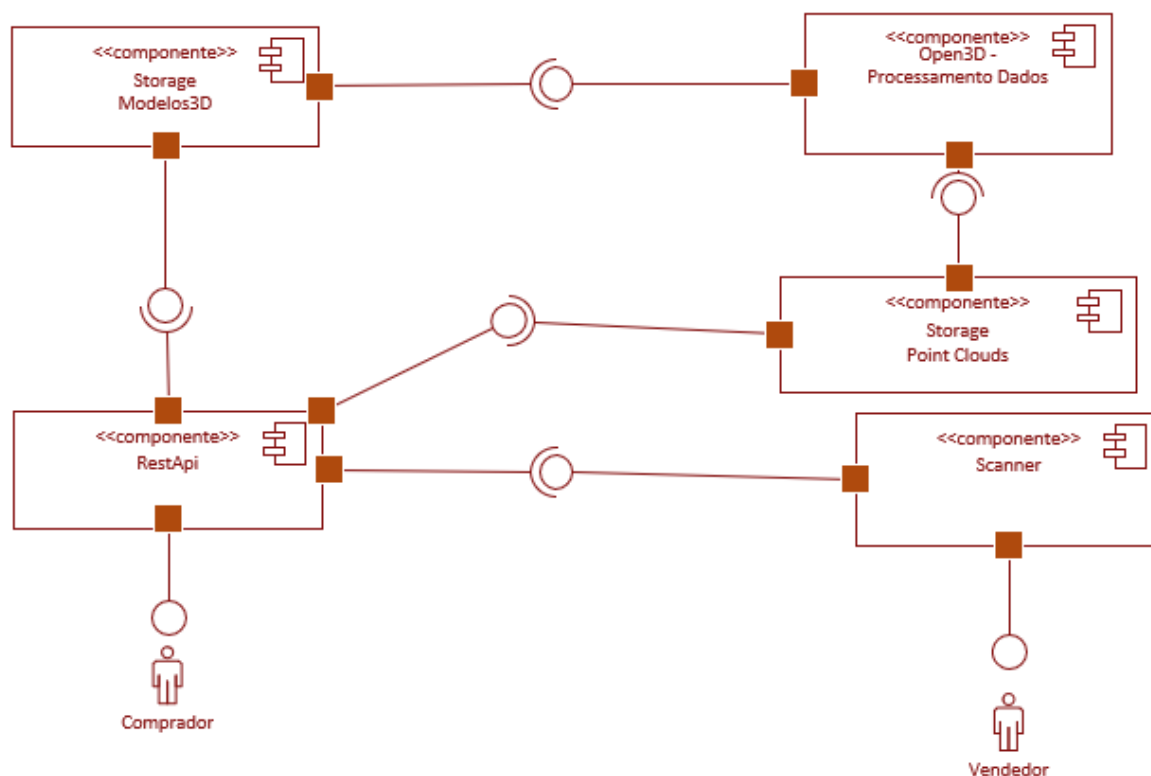 <<componente>>
Storage
Modelos3D
<<componente>>
Open3D -
Processamento Dados
<<componente>>
Storage
Point Clouds
<<componente>>
RestApi
<<componente>>
Scanner
Comprador
Vendedor